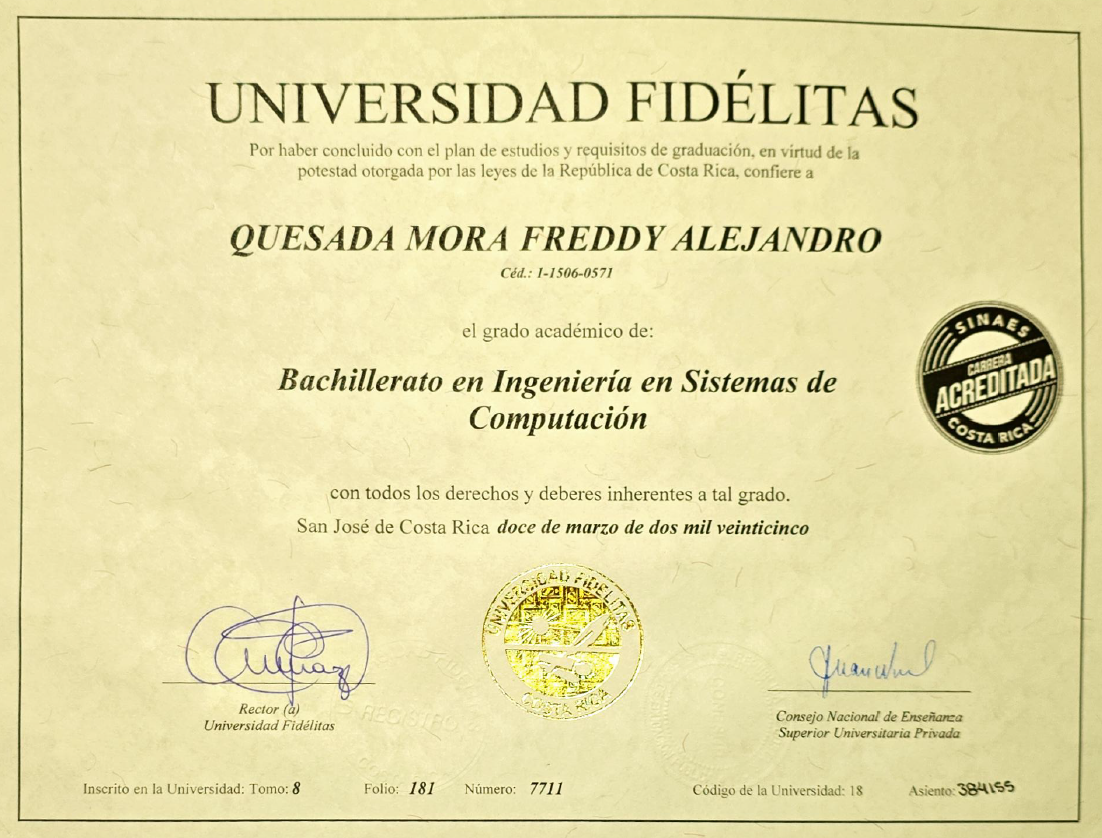 UNIVERSIDAD FIDÉLITAS
Por haber concluido con el plan de estudios y requisitos de graduación, en virtud de la
potestad otorgada por las leyes de la República de Costa Rica, confiere a
QUESADA MORA FREDDY ALEJANDRO
Céd.: 1-1506-0571
el grado académico de:
Bachillerato en Ingeniería en Sistemas de
Computación
SINAES
CARRERA
ACREDITADA
COSTA RICA
con todos los derechos y deberes inherentes a tal grado.
San José de Costa Rica doce de marzo de dos mil veinticinco
UNIVERSIDAD FIDELITAS
COSTA RICA
Rector (a)
Universidad Fidélitas
REGISTRO
Consejo Nacional de Enseñanza
Superior Universitaria Privada
Inscrito en la Universidad: Tomo: 8 Folio: 181 Número: 7711 Código de la Universidad: 18 Asiento: 384155